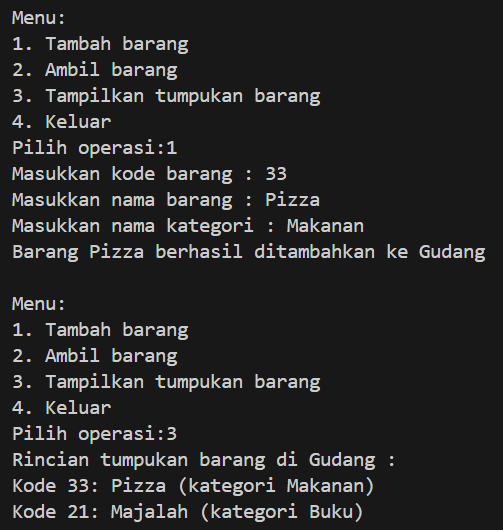 Menu:
1. Tambah barang
2. Ambil barang
3. Tampilkan tumpukan barang
4. Keluar
Pilih operasi:1
Masukkan kode barang : 33
Masukkan nama barang : Pizza
Masukkan nama kategori : Makanan
Barang Pizza berhasil ditambahkan ke Gudang

Menu:
1. Tambah barang
2. Ambil barang
3. Tampilkan tumpukan barang
4. Keluar
Pilih operasi:3
Rincian tumpukan barang di Gudang :
Kode 33: Pizza (kategori Makanan)
Kode 21: Majalah (kategori Buku)